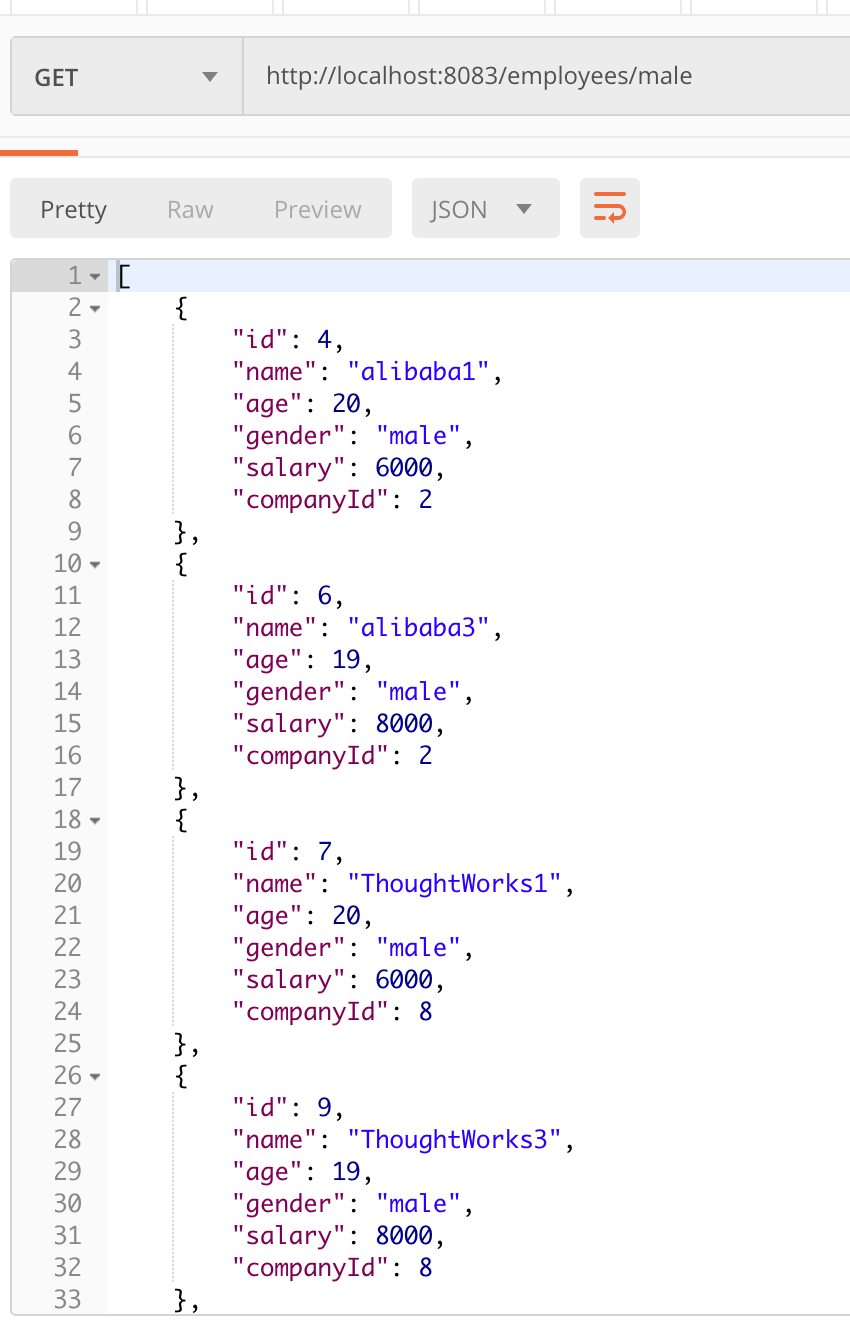 GET http://localhost:8083/employees/male
Pretty Raw Preview JSON
1 [
2 {
3 "id": 4,
4 "name": "alibaba1",
5 "age": 20,
6 "gender": "male",
7 "salary": 6000,
8 "companyId": 2
9 },
10 {
11 "id": 6,
12 "name": "alibaba3",
13 "age": 19,
14 "gender": "male",
15 "salary": 8000,
16 "companyId": 2
17 },
18 {
19 "id": 7,
20 "name": "ThoughtWorks1",
21 "age": 20,
22 "gender": "male",
23 "salary": 6000,
24 "companyId": 8
25 },
26 {
27 "id": 9,
28 "name": "ThoughtWorks3",
29 "age": 19,
30 "gender": "male",
31 "salary": 8000,
32 "companyId": 8
33 },